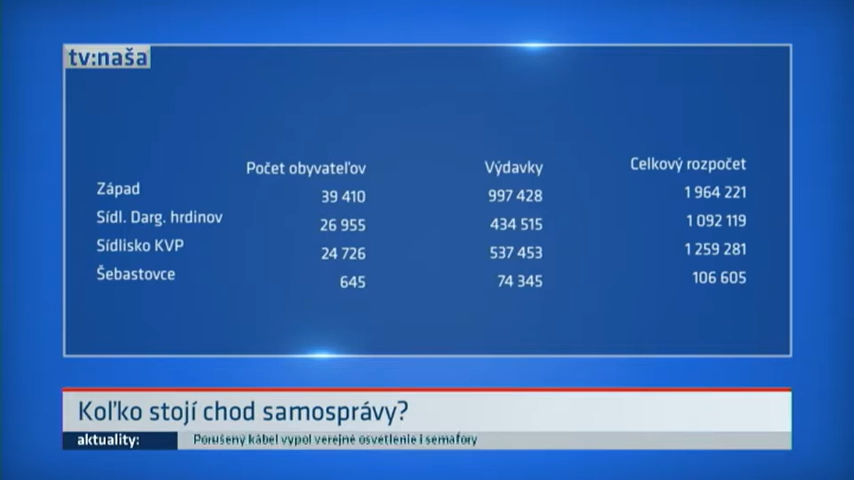 tv:naša
Počet obyvateľov Výdavky Celkový rozpočet
Západ 39 410 997 428 1 964 221
Sídl. Darg. hrdinov 26 955 434 515 1 092 119
Sídlisko KVP 24 726 537 453 1 259 281
Šebastovce 645 74 345 106 605
Koľko stojí chod samosprávy?
aktuality: Porušený kábel vypol verejné osvetlenie i semafory